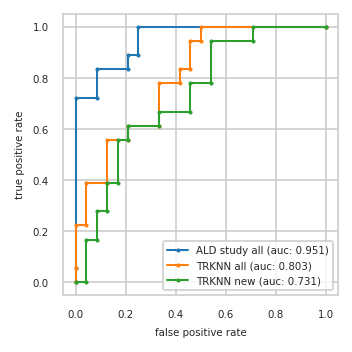 1.0
0.8
0.6
0.4
0.2
0.0
true positive rate
ALD study all (auc: 0.951)
TRKNN all (auc: 0.803)
TRKNN new (auc: 0.731)
0.0 0.2 0.4 0.6 0.8 1.0
false positive rate